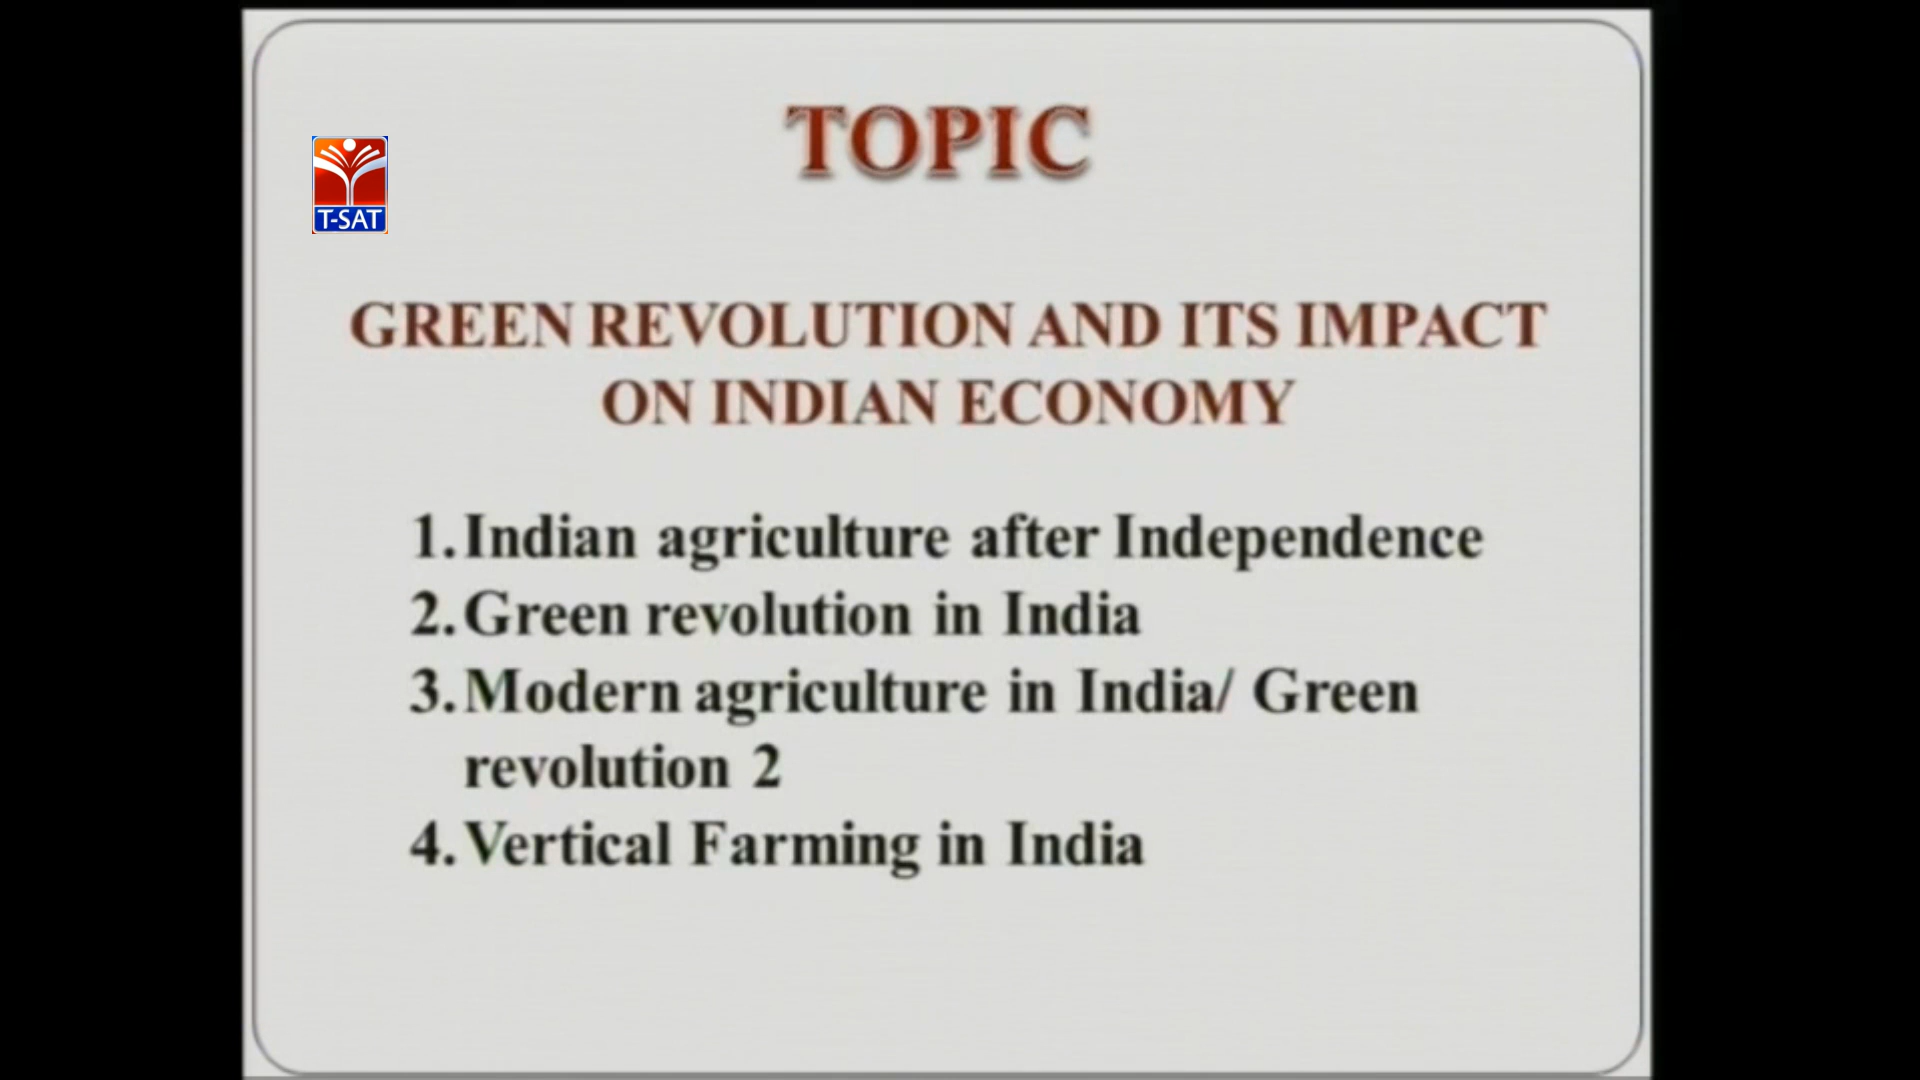 TOPIC
T-SAT
GREEN REVOLUTION AND ITS IMPACT
ON INDIAN ECONOMY
1. Indian agriculture after Independence
2. Green revolution in India
3. Modern agriculture in India/ Green
revolution 2
4. Vertical Farming in India